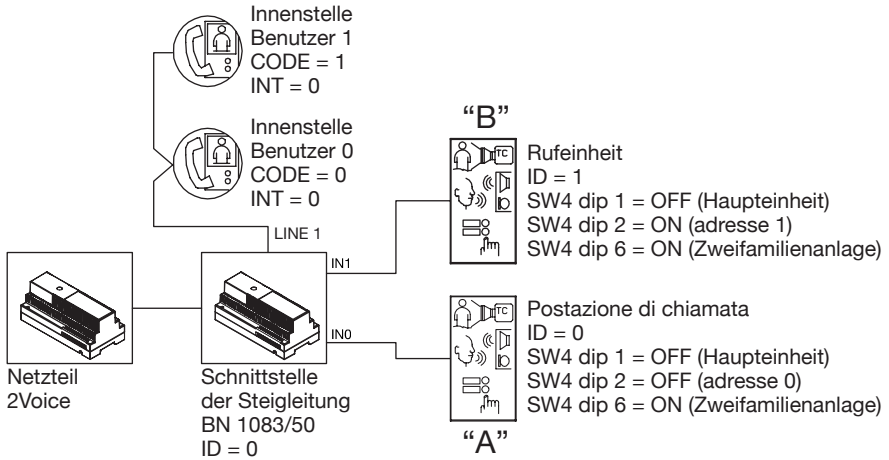 Innenstelle
Benutzer 1
CODE = 1
INT = 0
Innenstelle
Benutzer 0
CODE = 0
INT = 0
LINE 1
IN1
IN0
“B”
TC
Rufeinheit
ID = 1
SW4 dip 1 = OFF (Haupteinheit)
SW4 dip 2 = ON (adresse 1)
SW4 dip 6 = ON (Zweifamilienanlage)
TC
Postazione di chiamata
ID = 0
SW4 dip 1 = OFF (Haupteinheit)
SW4 dip 2 = OFF (adresse 0)
SW4 dip 6 = ON (Zweifamilienanlage)
“A”
Netzteil
2Voice
Schnittstelle
der Steigleitung
BN 1083/50
ID = 0